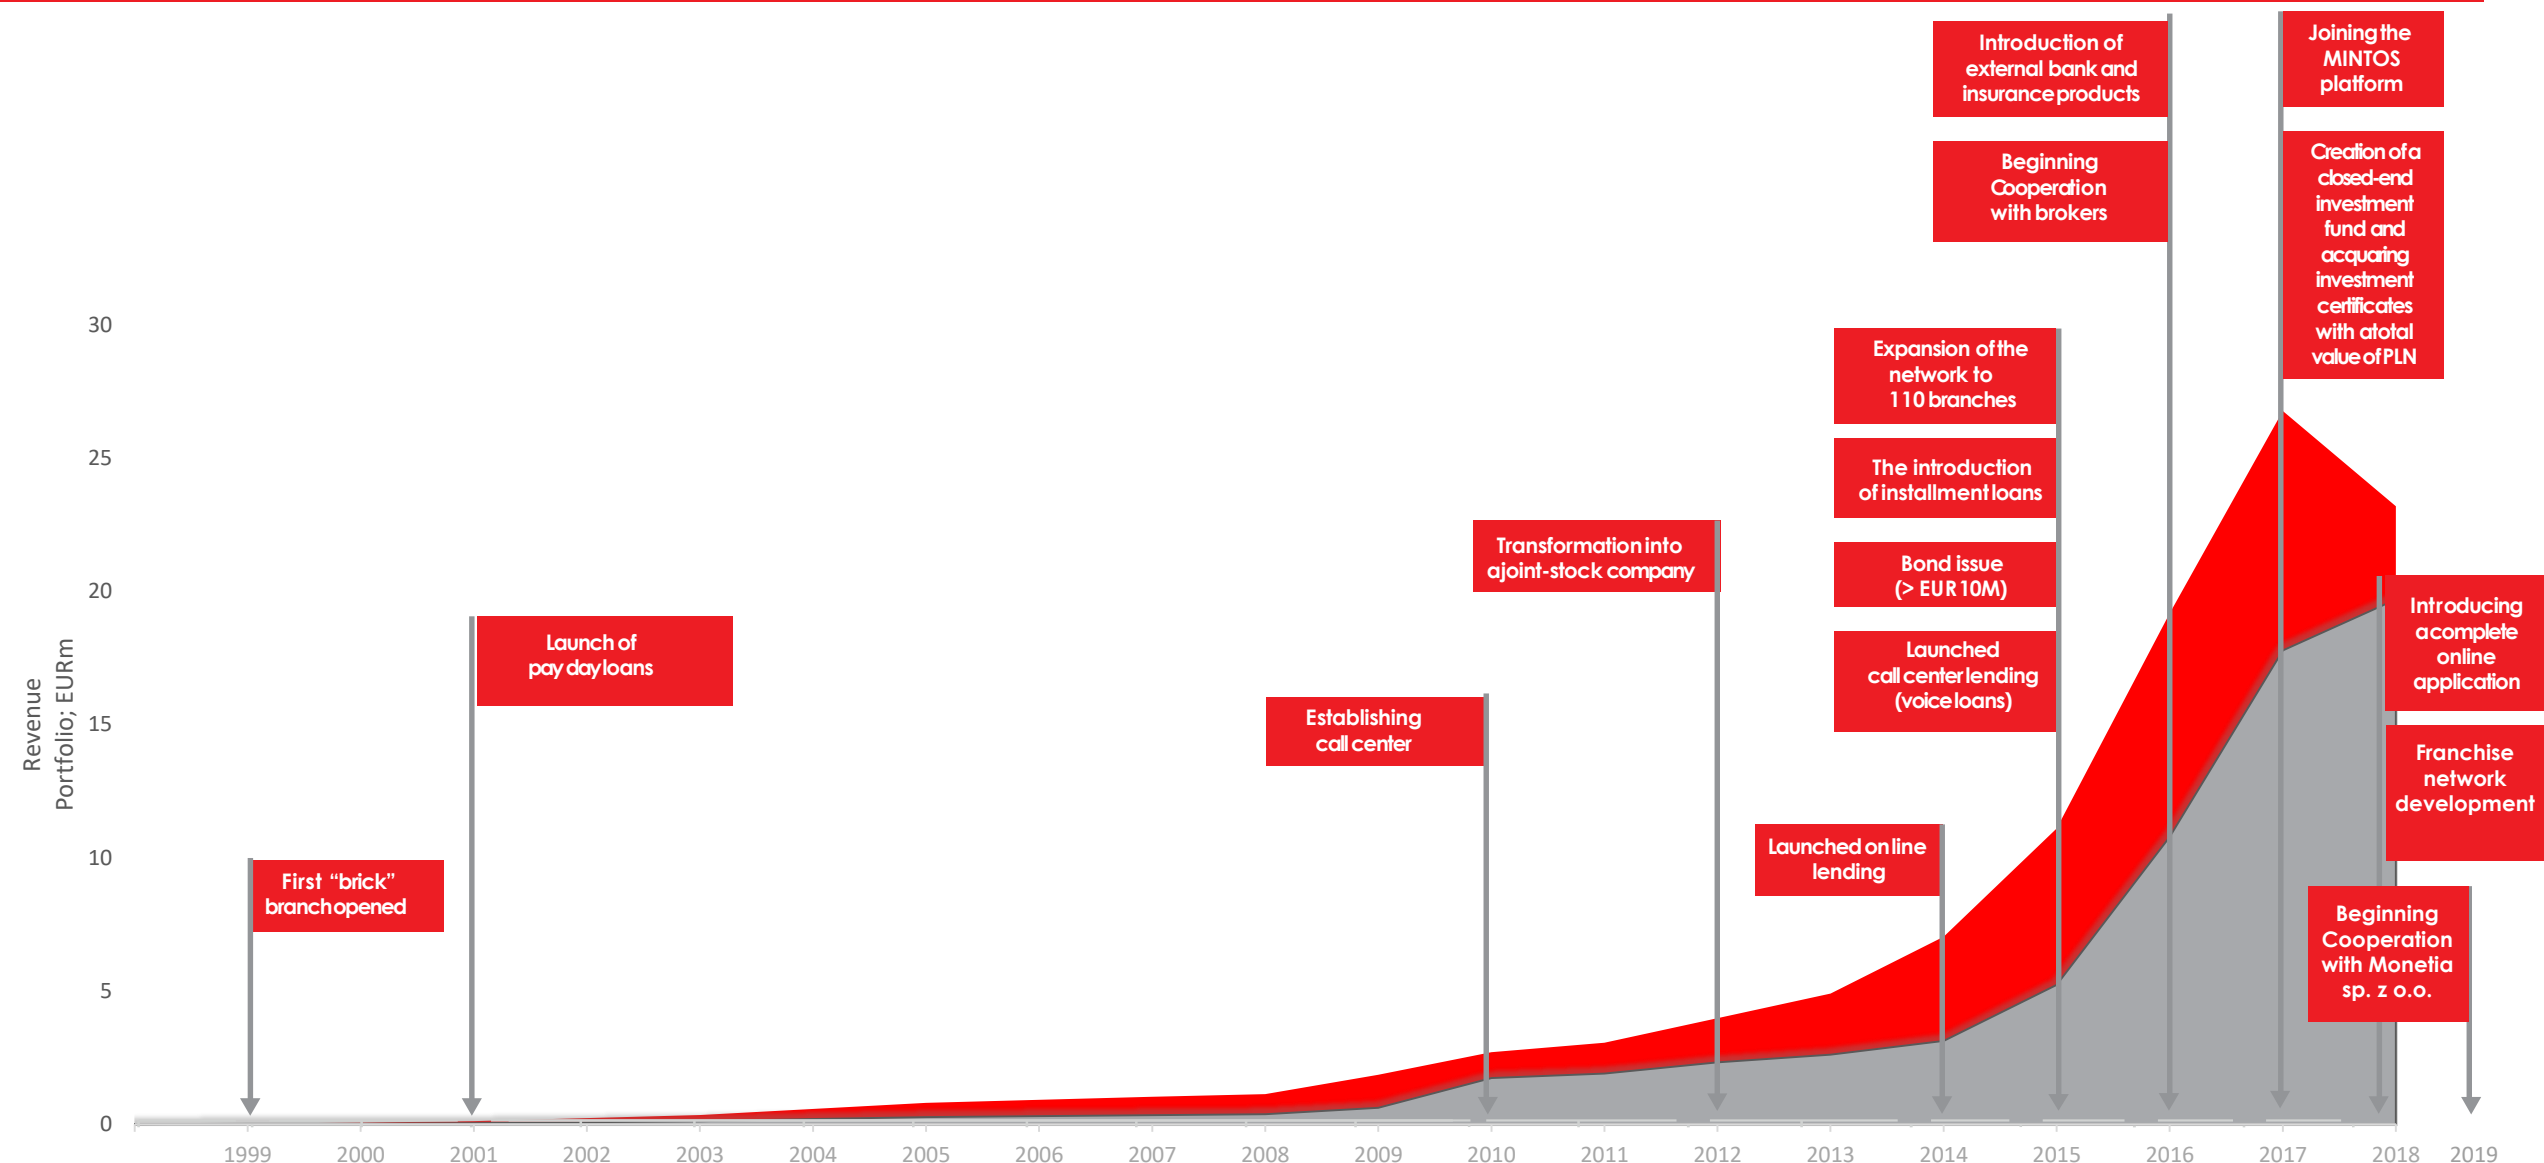 Introduction of
external bank and
insurance products
Beginning
Cooperation
with brokers
Joining the
MINTOS
platform
Creation of a
closed-end
investment
fund and
acquaring
investment
certificates
with atotal
value of PLN
Expansion of the
network to
110 branches
The introduction
of installment loans
Bond issue
(> EUR 10M)
Launched
call center lending
(voice loans)
Transformation into
ajoint-stock company
Launch of
pay day loans
Establishing
call center
Launched on line
lending
First “brick”
branch opened
Introducing
a complete
online
application
Franchise
network
development
Beginning
Cooperation
with Monetia
sp. z o.o.
Revenue
Portfolio; EURm
30
25
20
15
10
5
0
1999 2000 2001 2002 2003 2004 2005 2006 2007 2008 2009 2010 2011 2012 2013 2014 2015 2016 2017 2018 2019